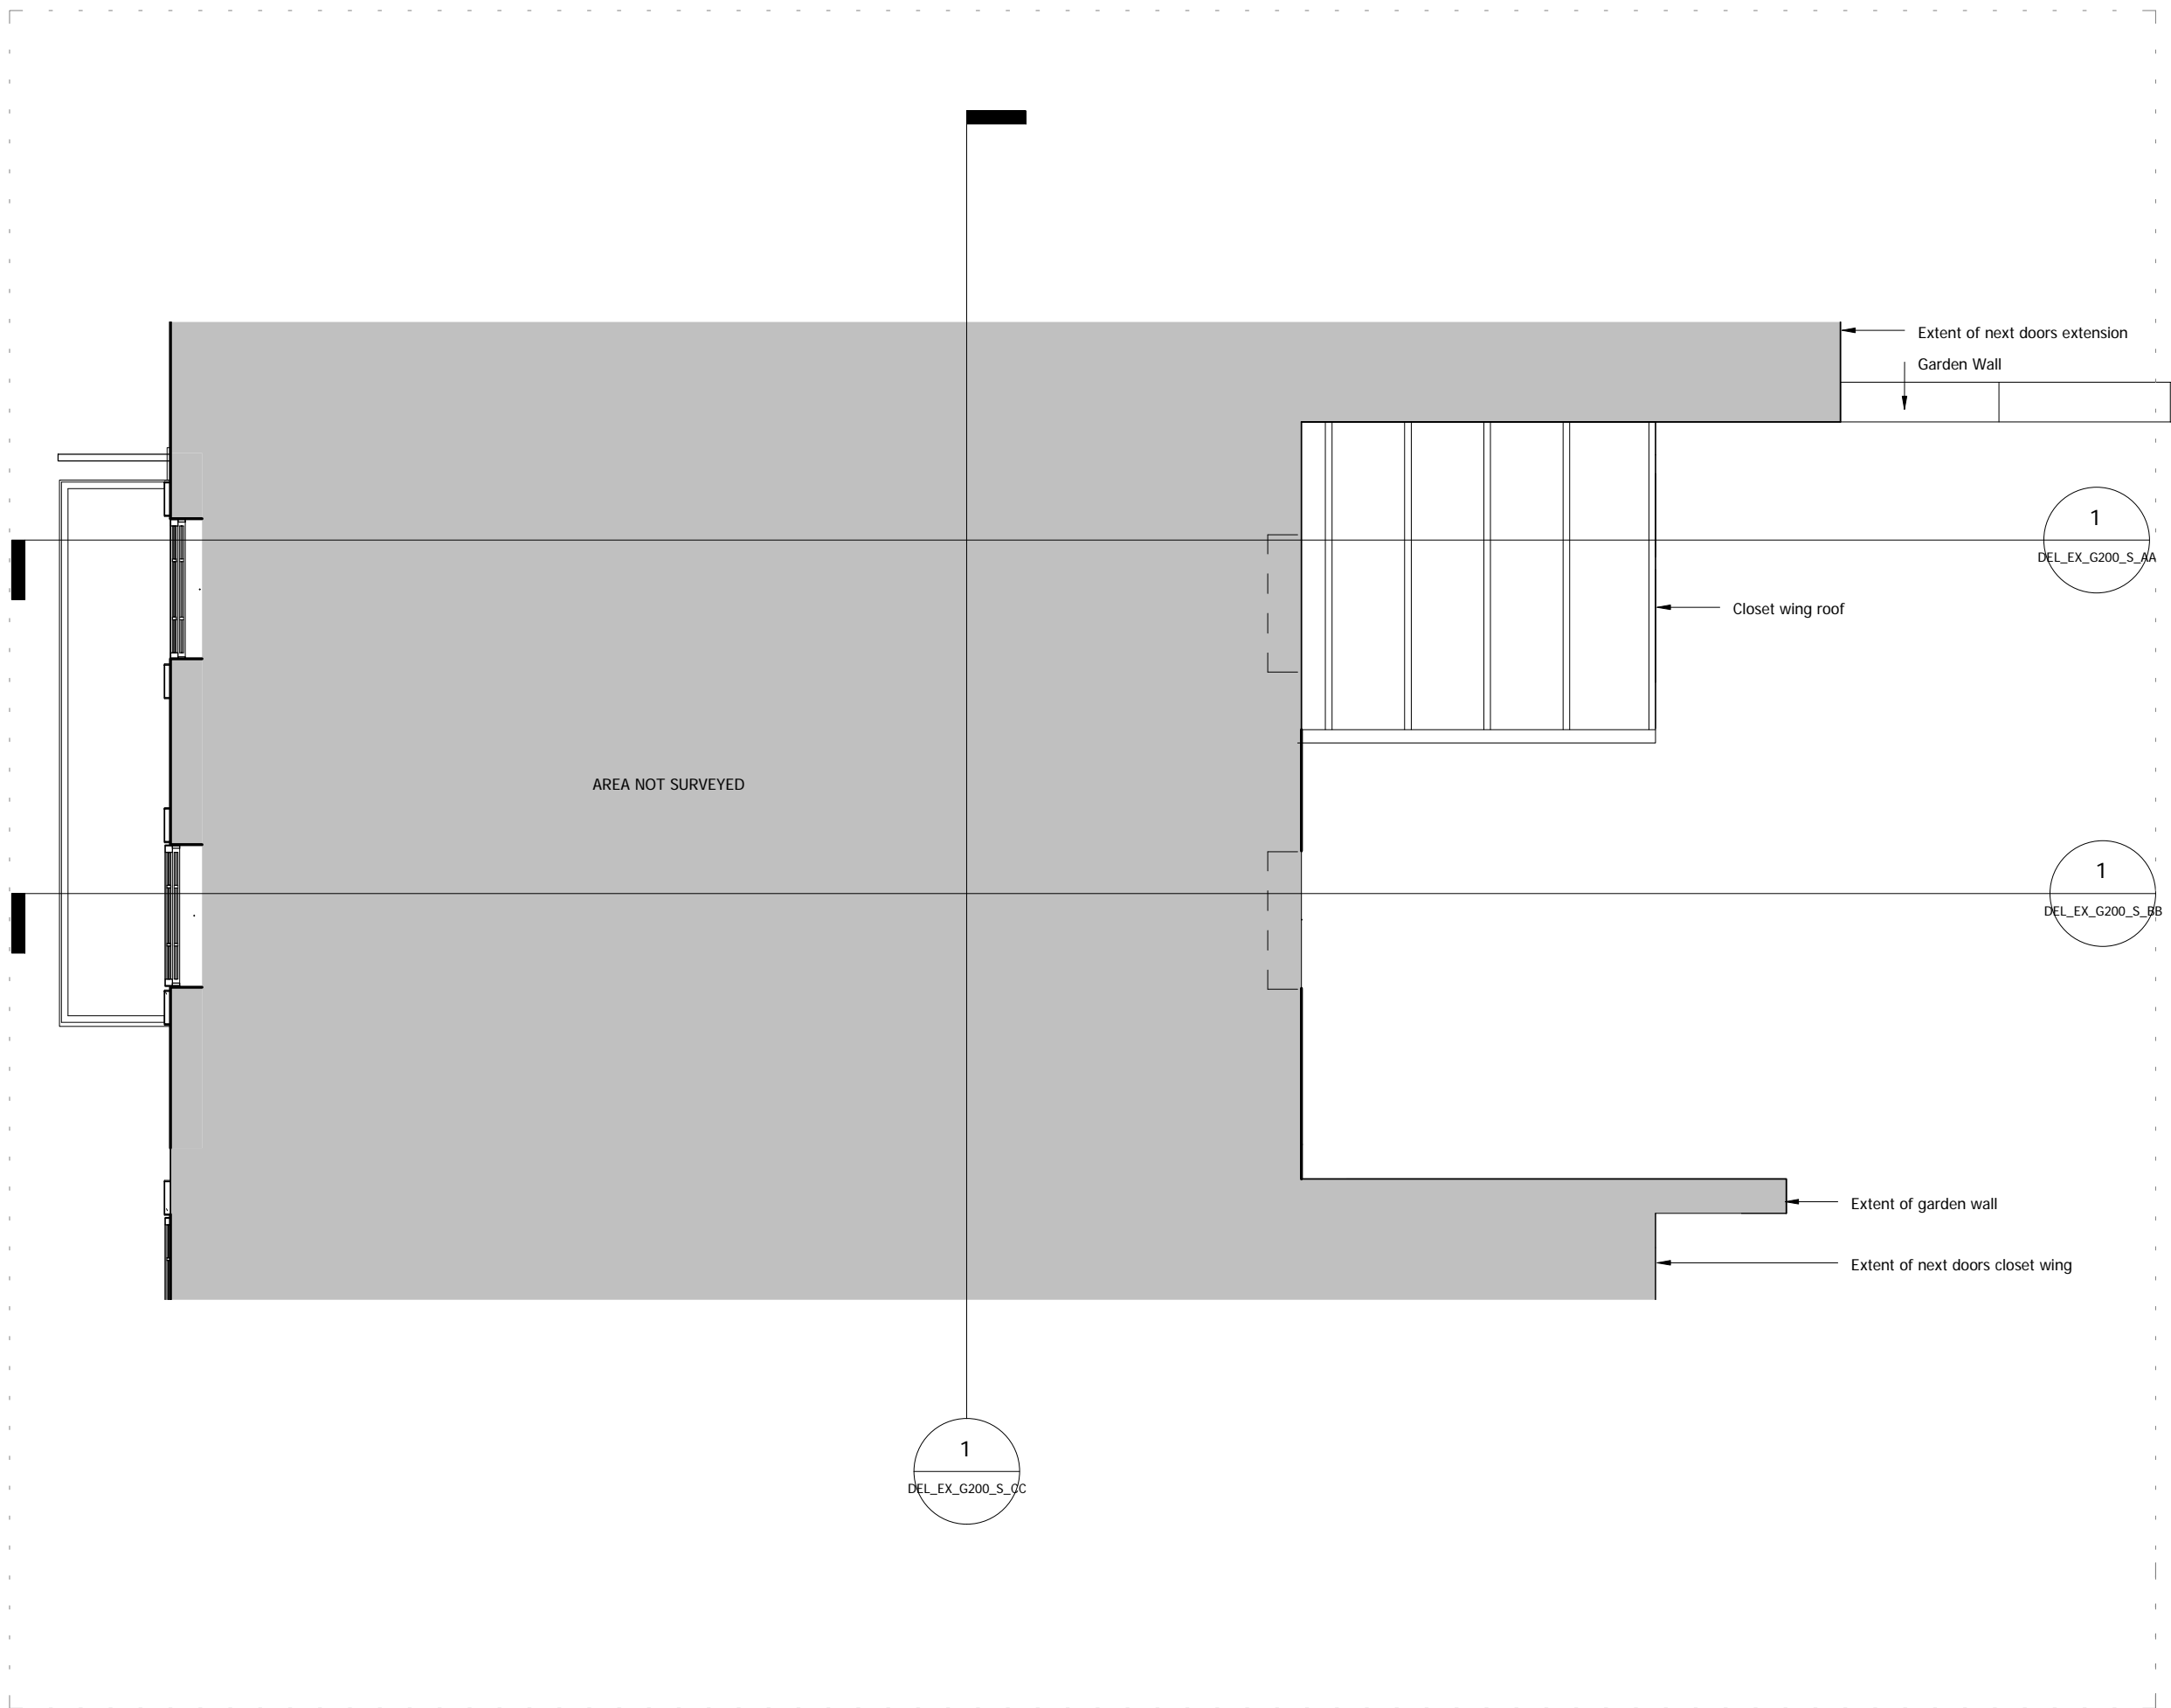 Extent of next doors extension
Garden Wall
1
DEL_EX_G200_S_AA
Closet wing roof
AREA NOT SURVEYED
1
DEL_EX_G200_S_BB
Extent of garden wall
Extent of next doors closet wing
1
DEL_EX_G200_S_CC